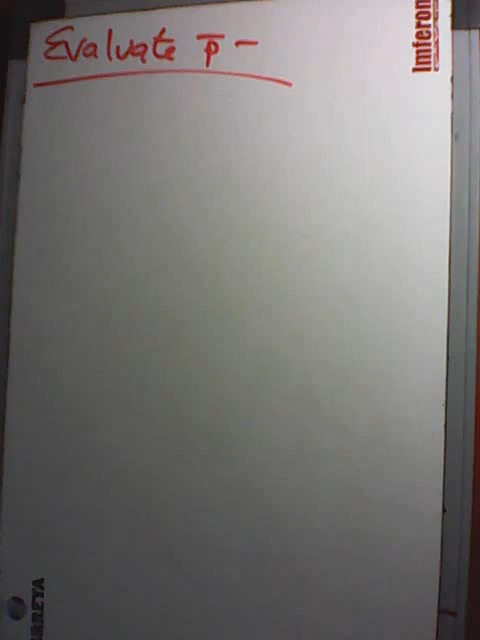 Evaluate p̅ –
Imferon